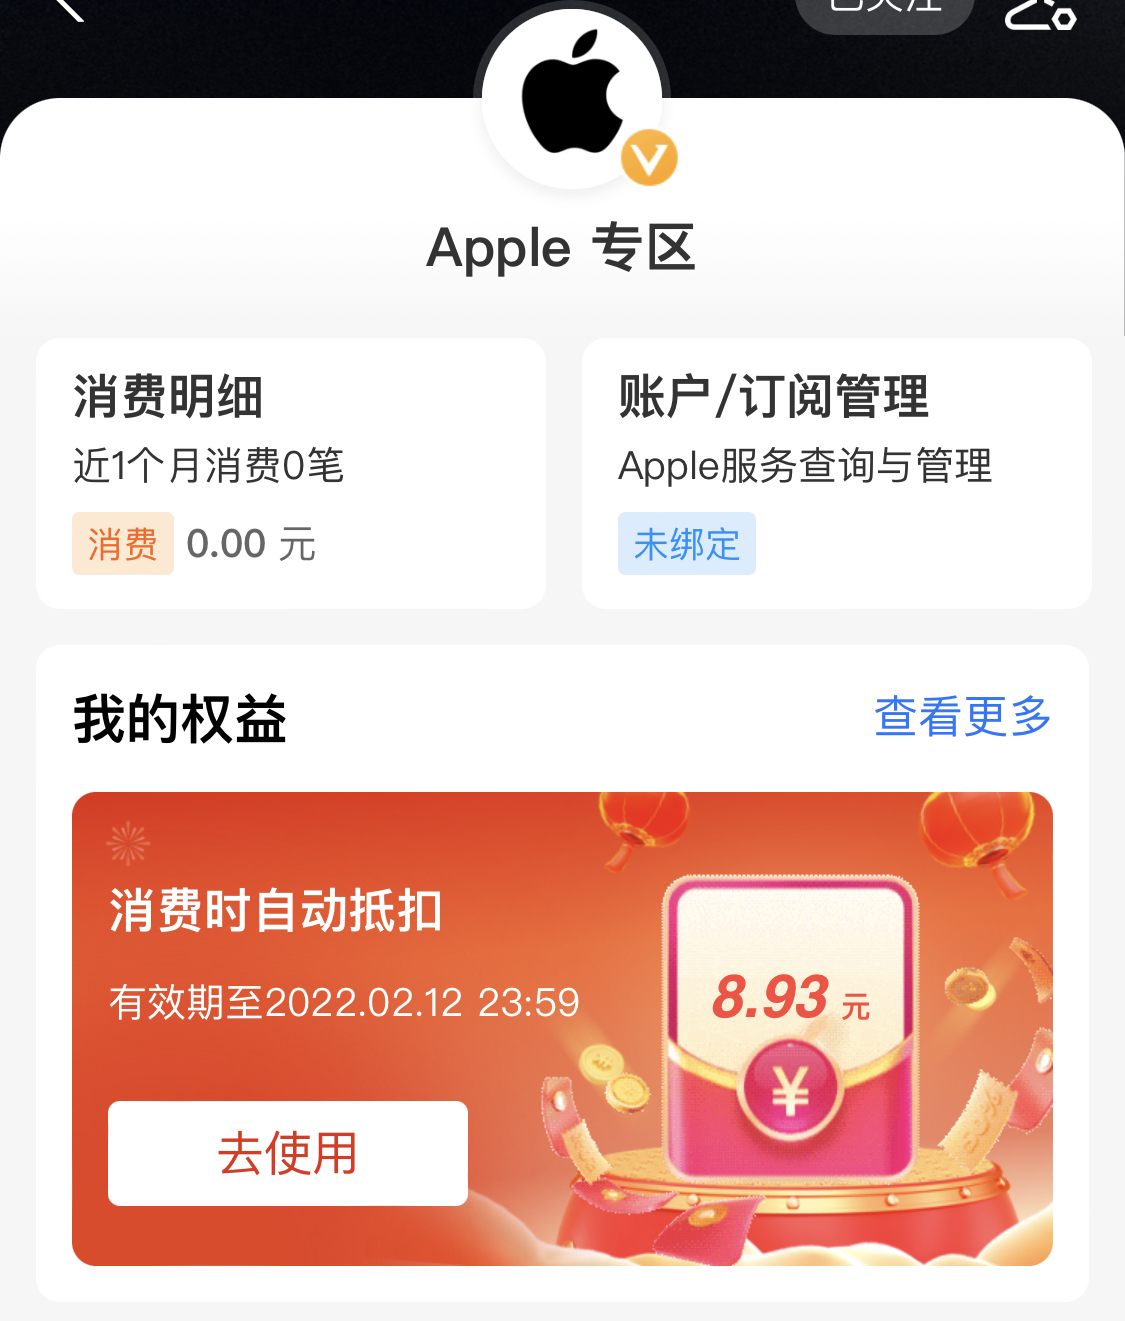 已关注
Apple 专区
消费明细
近1个月消费0笔
消费 0.00 元
账户/订阅管理
Apple服务查询与管理
未绑定
我的权益
查看更多
消费时自动抵扣
有效期至2022.02.12 23:59
8.93 元
¥
去使用